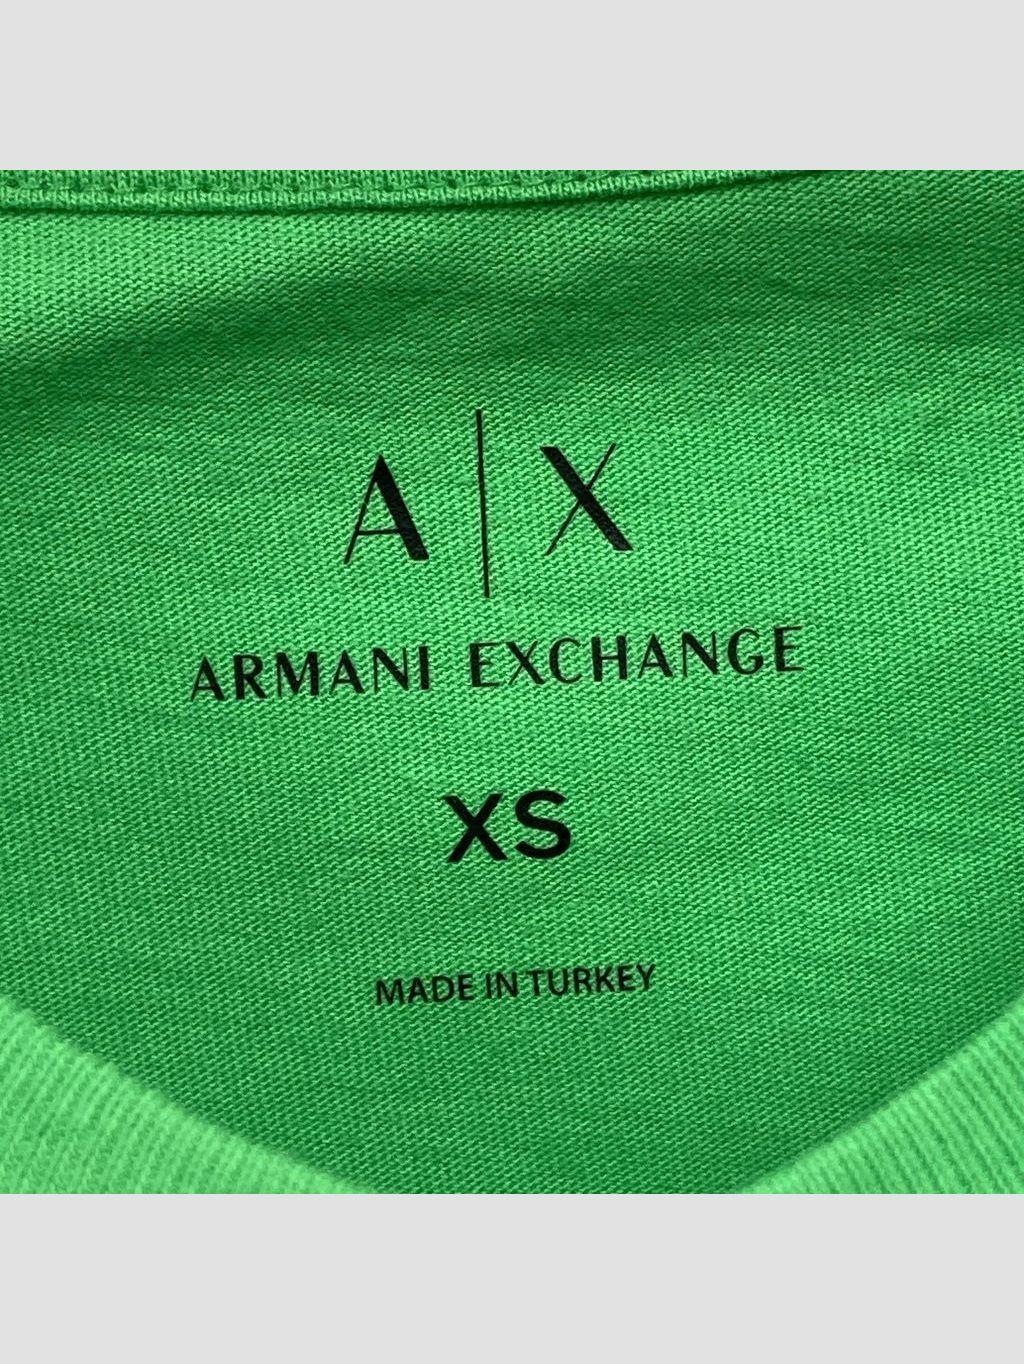 A|X
ARMANI EXCHANGE
XS
MADE IN TURKEY